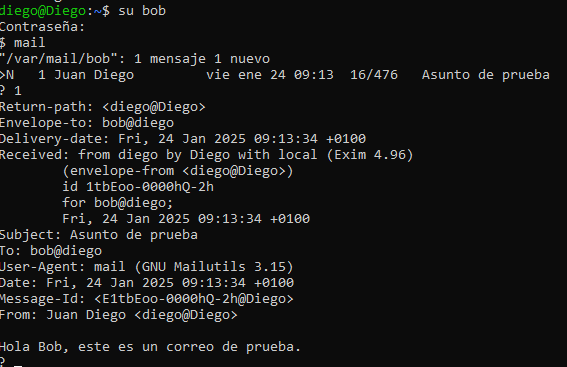 diego@Diego:~$ su bob
Contraseña:
$ mail
"/var/mail/bob": 1 mensaje 1 nuevo
>N   1 Juan Diego         vie ene 24 09:13  16/476   Asunto de prueba
? 1
Return-path: <diego@Diego>
Envelope-to: bob@diego
Delivery-date: Fri, 24 Jan 2025 09:13:34 +0100
Received: from diego by Diego with local (Exim 4.96)
        (envelope-from <diego@Diego>)
        id 1tbEoo-0000hQ-2h
        for bob@diego;
        Fri, 24 Jan 2025 09:13:34 +0100
Subject: Asunto de prueba
To: bob@diego
User-Agent: mail (GNU Mailutils 3.15)
Date: Fri, 24 Jan 2025 09:13:34 +0100
Message-Id: <E1tbEoo-0000hQ-2h@Diego>
From: Juan Diego <diego@Diego>

Hola Bob, este es un correo de prueba.
? _